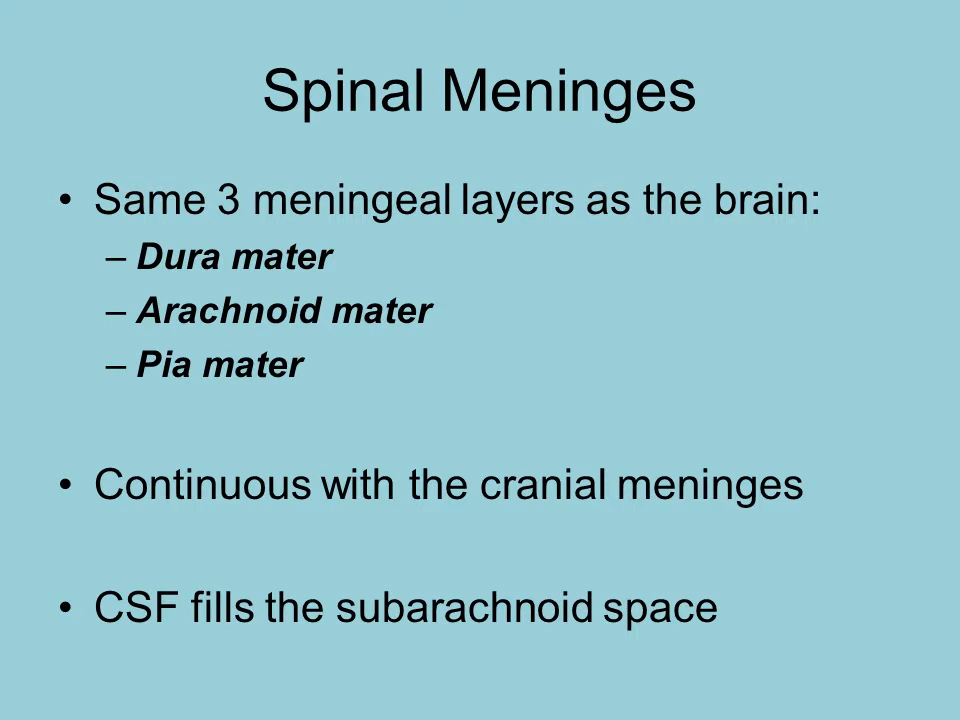 Spinal Meninges
• Same 3 meningeal layers as the brain:
– Dura mater
– Arachnoid mater
– Pia mater
• Continuous with the cranial meninges
• CSF fills the subarachnoid space